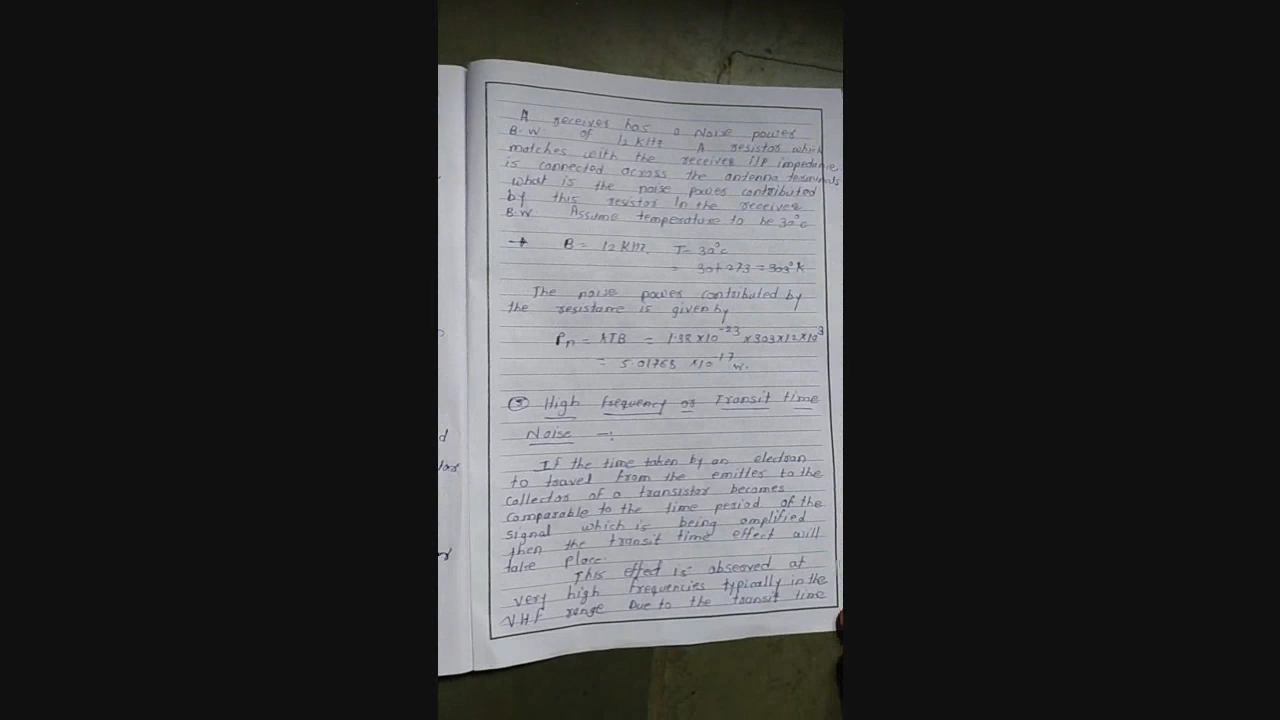 A receiver has a Noise power
B.W of 12 KHz A resistor which
matches with the receiver I/P impedance
is connected across the antenna terminals
what is the noise power contributed
by this resistor In the receiver
B.W. Assume temperature to be 30°c
→ B = 12 KHz. T = 30°c
= 30+273 = 303°K
The noise power contributed by
the resistance is given by
Pn = KTB = 1.38 × 10^-23 × 303 × 12 × 10^3
= 5.01768 × 10^-17 w.
③ High frequency or Transit time
Noise -:
If the time taken by an electron
to travel from the emitter to the
collector of a transistor becomes
comparable to the time period of the
signal which is being amplified
then the transit time effect will
take place.
This effect is observed at
very high frequencies typically in the
VHF range Due to the transit time
d